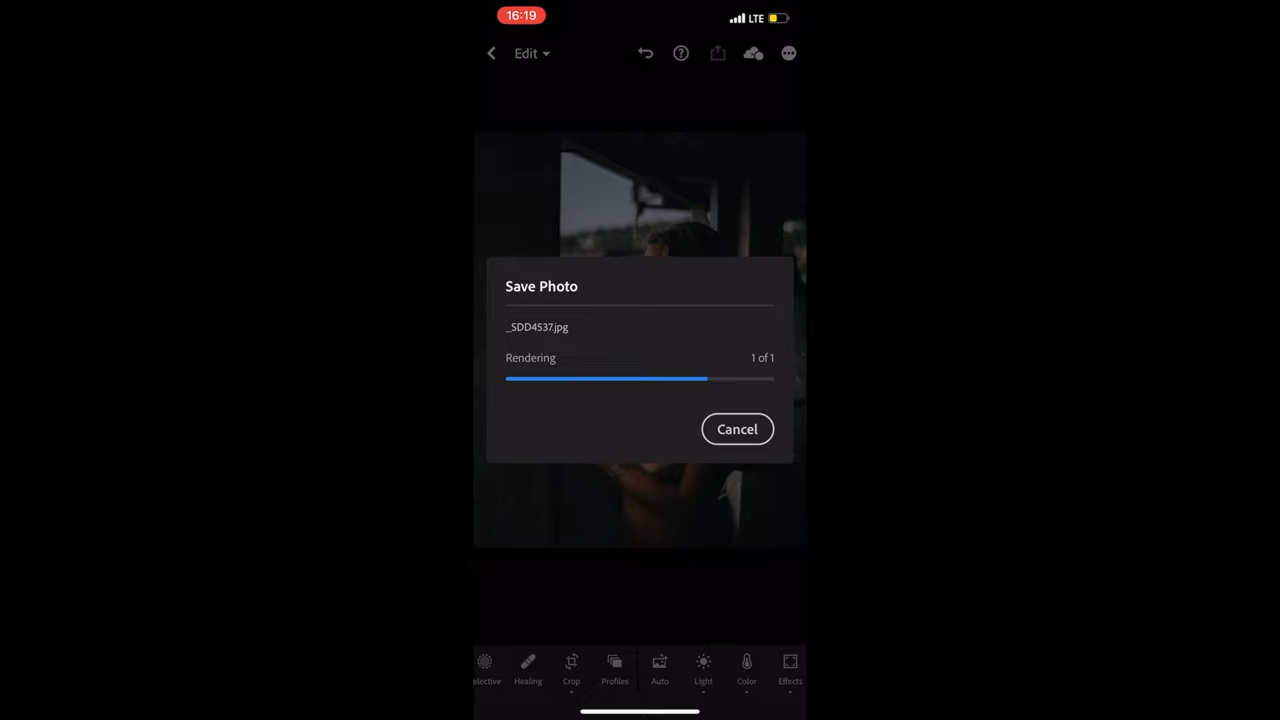 16:19
LTE
Edit
Save Photo
_SDD4537.jpg
Rendering 1 of 1
Cancel
elective Healing Crop Profiles Auto Light Color Effects